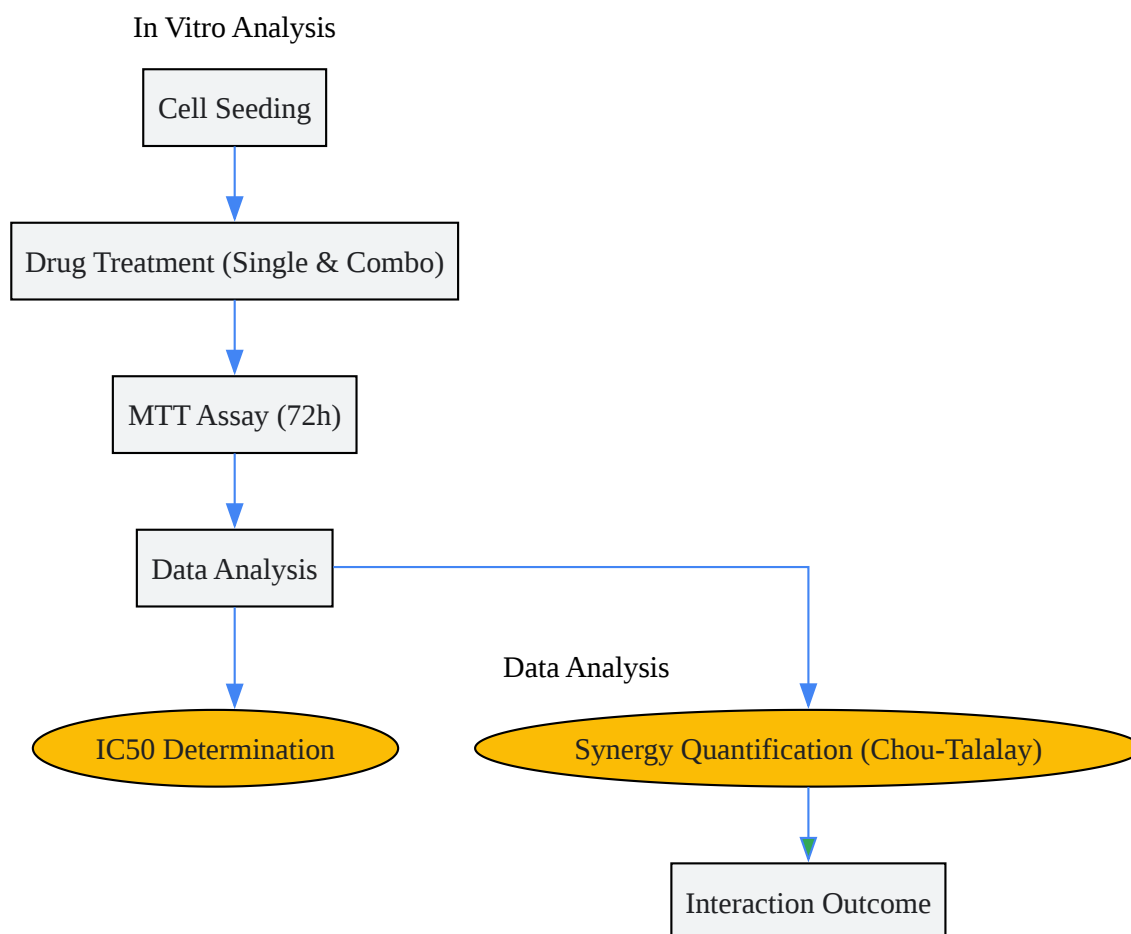 In Vitro Analysis
Cell Seeding
Drug Treatment (Single & Combo)
MTT Assay (72h)
Data Analysis
Data Analysis
IC50 Determination
Synergy Quantification (Chou-Talalay)
Interaction Outcome